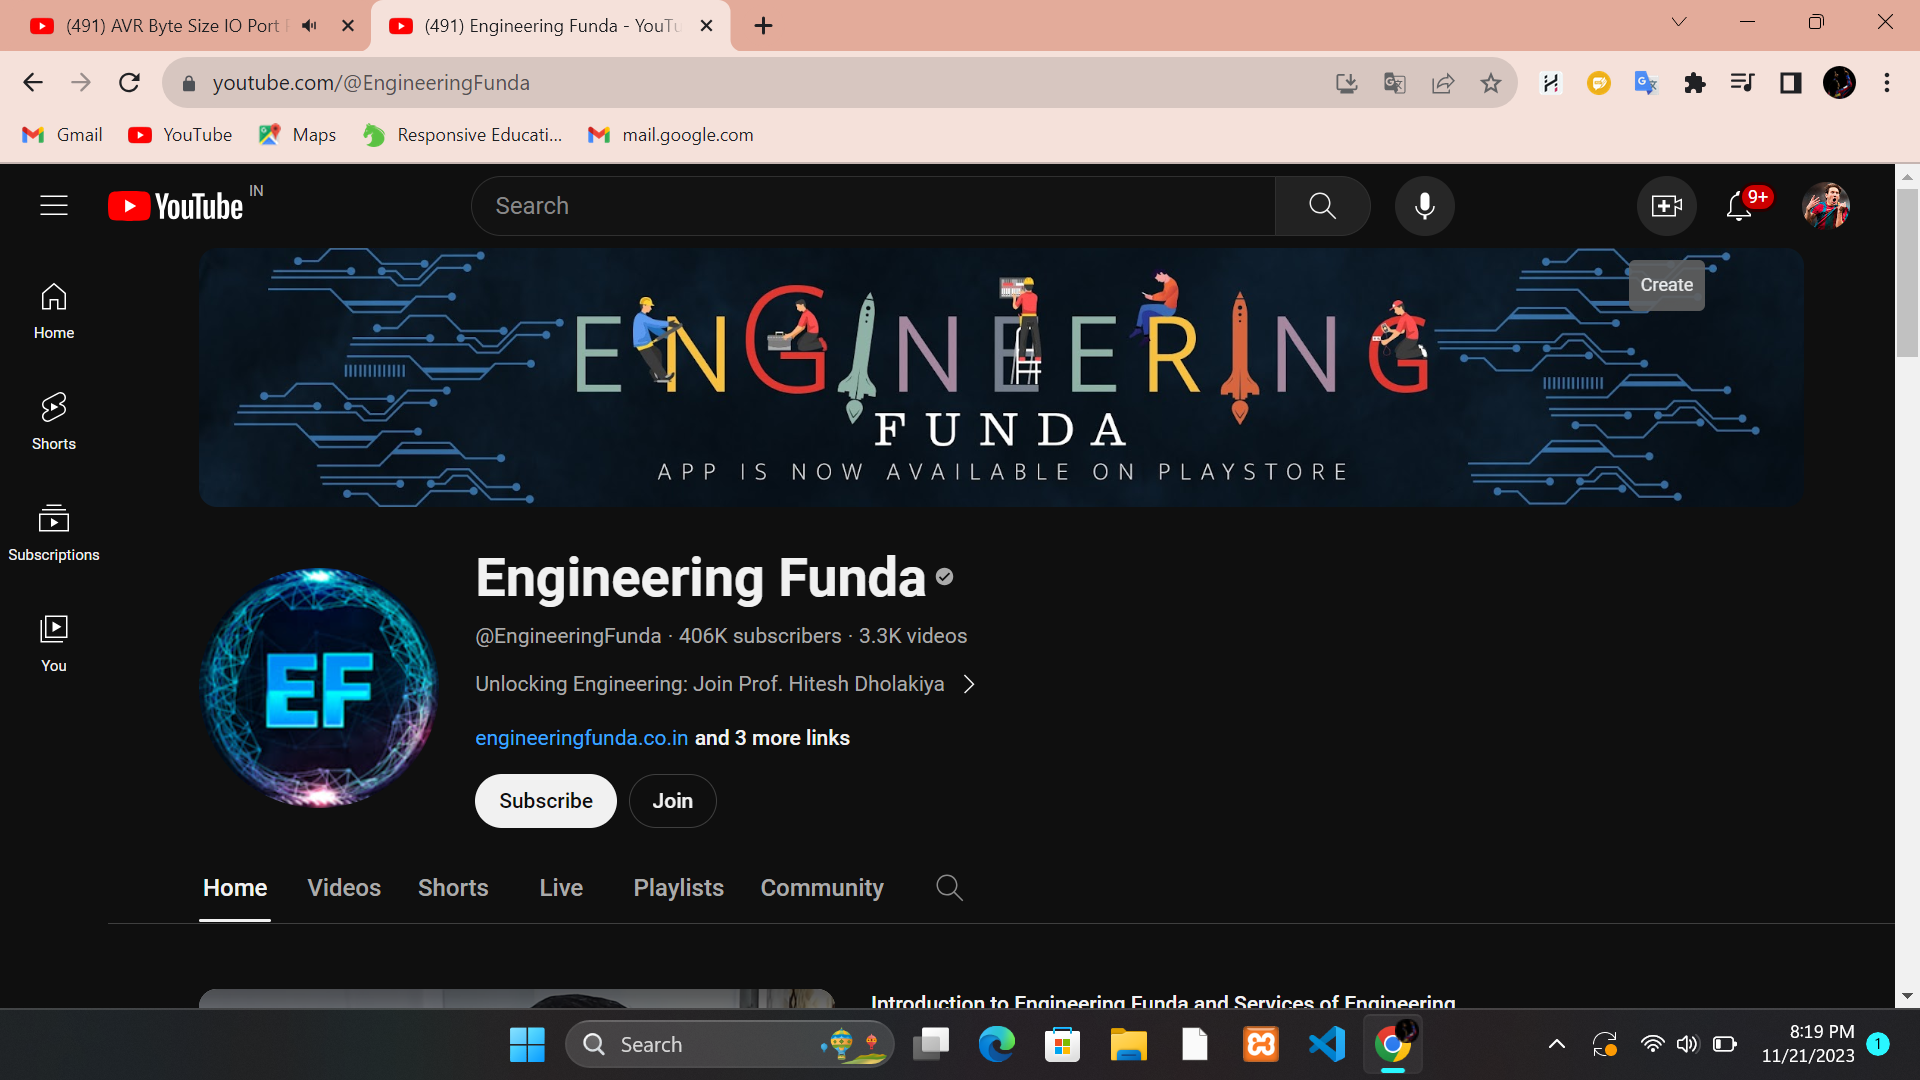 (491) AVR Byte Size IO Port
(491) Engineering Funda - YouTu
youtube.com/@EngineeringFunda
Gmail
YouTube
Maps
Responsive Educati...
mail.google.com
YouTube IN
Search
9+
Create
ENGINEERING
FUNDA
APP IS NOW AVAILABLE ON PLAYSTORE
Home
Shorts
Subscriptions
You
EF
Engineering Funda
@EngineeringFunda · 406K subscribers · 3.3K videos
Unlocking Engineering: Join Prof. Hitesh Dholakiya
engineeringfunda.co.in and 3 more links
Subscribe
Join
Home
Videos
Shorts
Live
Playlists
Community
Introduction to Engineering Funda and Services of Engineering
Search
8:19 PM
11/21/2023
1